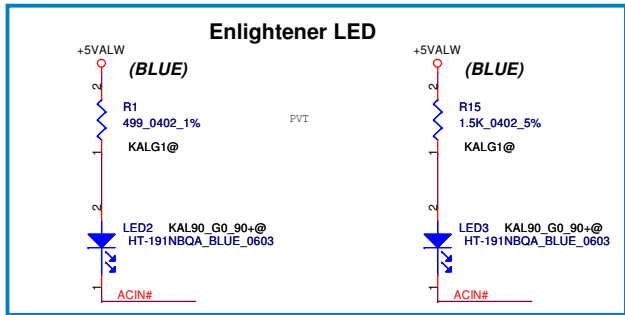 Enlightener LED
+5VALW
(BLUE)
2
R1
499_0402_1%
KALG1@
1
2
LED2 KAL90_G0_90+@
HT-191NBQA_BLUE_0603
1
ACIN#
PVT
+5VALW
(BLUE)
2
R15
1.5K_0402_5%
KALG1@
1
2
LED3 KAL90_G0_90+@
HT-191NBQA_BLUE_0603
1
ACIN#